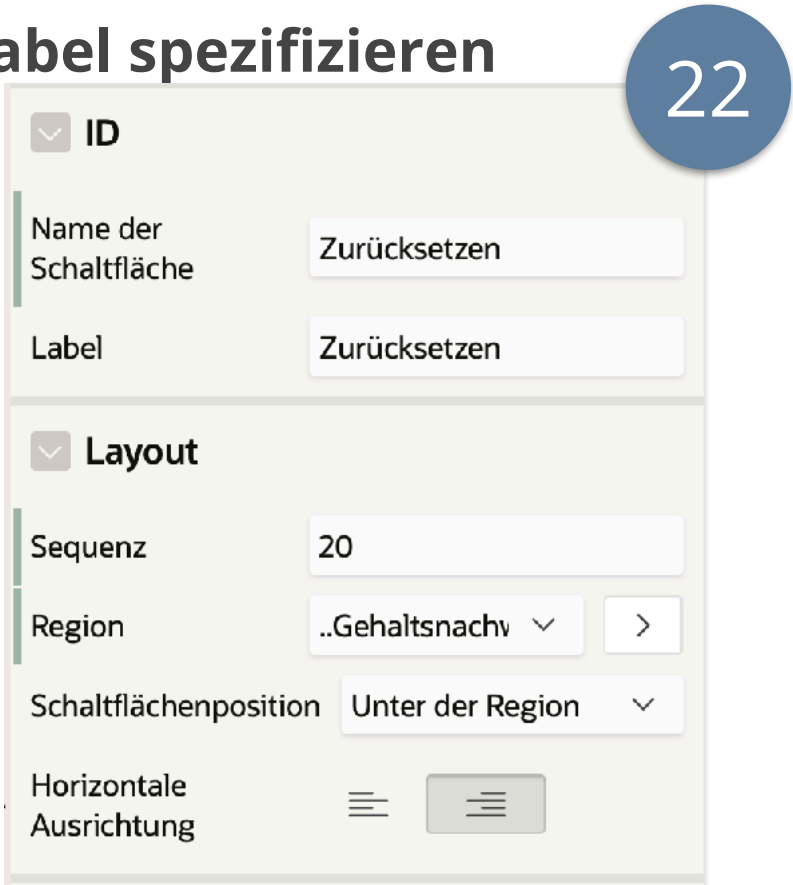 abel spezifizieren
22
ID
Name der
Schaltfläche
Zurücksetzen
Label
Zurücksetzen
Layout
Sequenz
20
Region
..Gehaltsnachw
Schaltflächenposition
Unter der Region
Horizontale
Ausrichtung